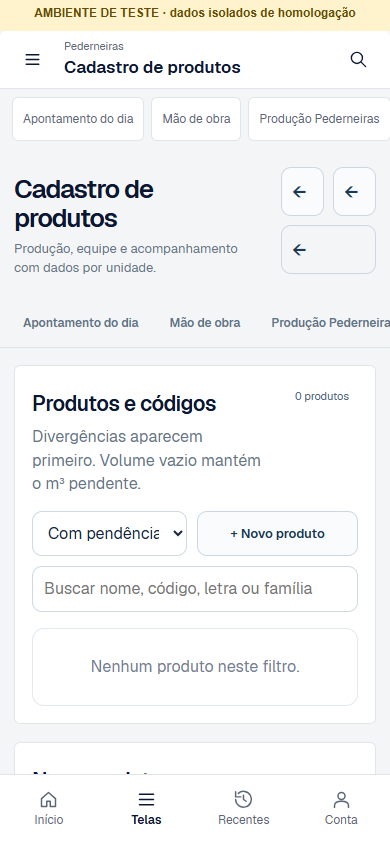 AMBIENTE DE TESTE · dados isolados de homologação
Pederneiras
Cadastro de produtos
Apontamento do dia
Mão de obra
Produção Pederneiras
Cadastro de
produtos
Produção, equipe e acompanhamento
com dados por unidade.
Apontamento do dia
Mão de obra
Produção Pederneira
Produtos e códigos
0 produtos
Divergências aparecem
primeiro. Volume vazio mantém
o m³ pendente.
Com pendência
+ Novo produto
Buscar nome, código, letra ou família
Nenhum produto neste filtro.
Início
Telas
Recentes
Conta